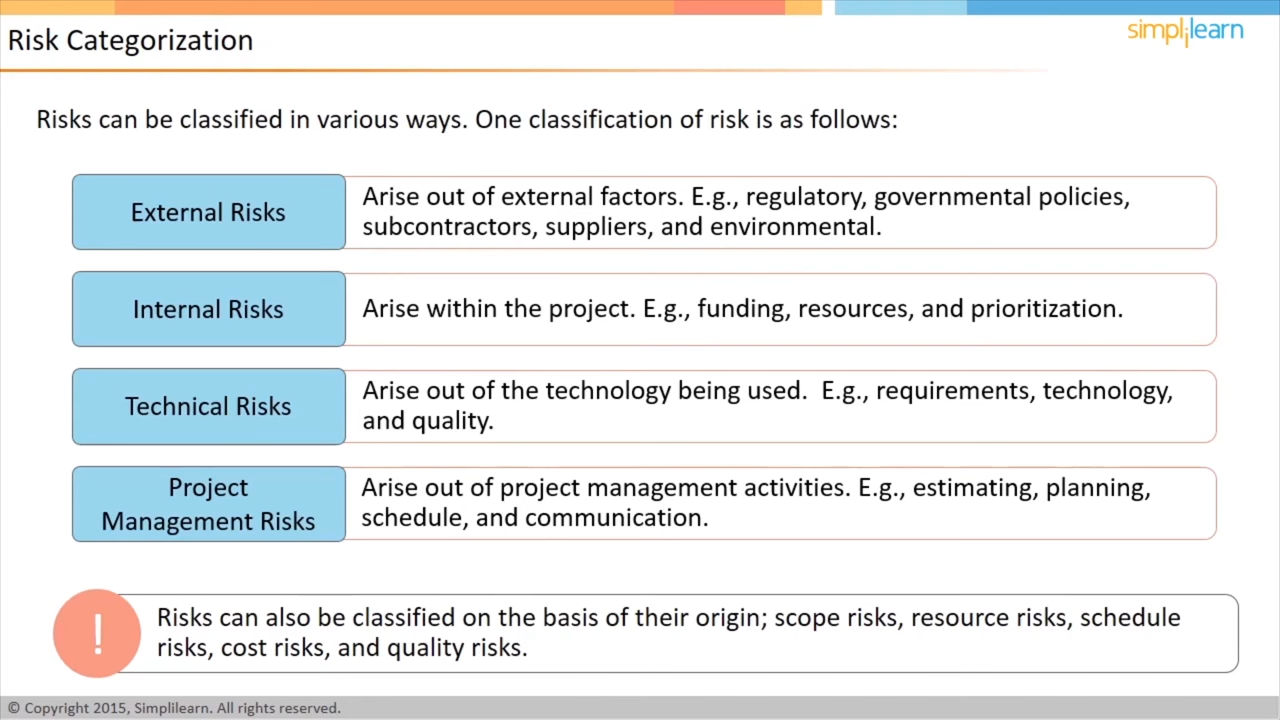 Risk Categorization
simplilearn
Risks can be classified in various ways. One classification of risk is as follows:
External Risks
Arise out of external factors. E.g., regulatory, governmental policies,
subcontractors, suppliers, and environmental.
Internal Risks
Arise within the project. E.g., funding, resources, and prioritization.
Technical Risks
Arise out of the technology being used.  E.g., requirements, technology,
and quality.
Project
Management Risks
Arise out of project management activities. E.g., estimating, planning,
schedule, and communication.
!
Risks can also be classified on the basis of their origin; scope risks, resource risks, schedule
risks, cost risks, and quality risks.
© Copyright 2015, Simplilearn. All rights reserved.